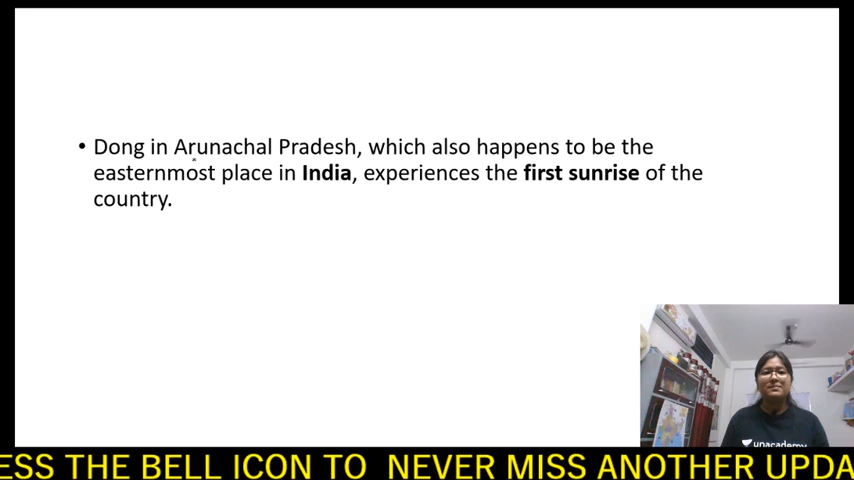 • Dong in Arunachal Pradesh, which also happens to be the
easternmost place in India, experiences the first sunrise of the
country.
unacademy
ESS THE BELL ICON TO  NEVER MISS ANOTHER UPDA